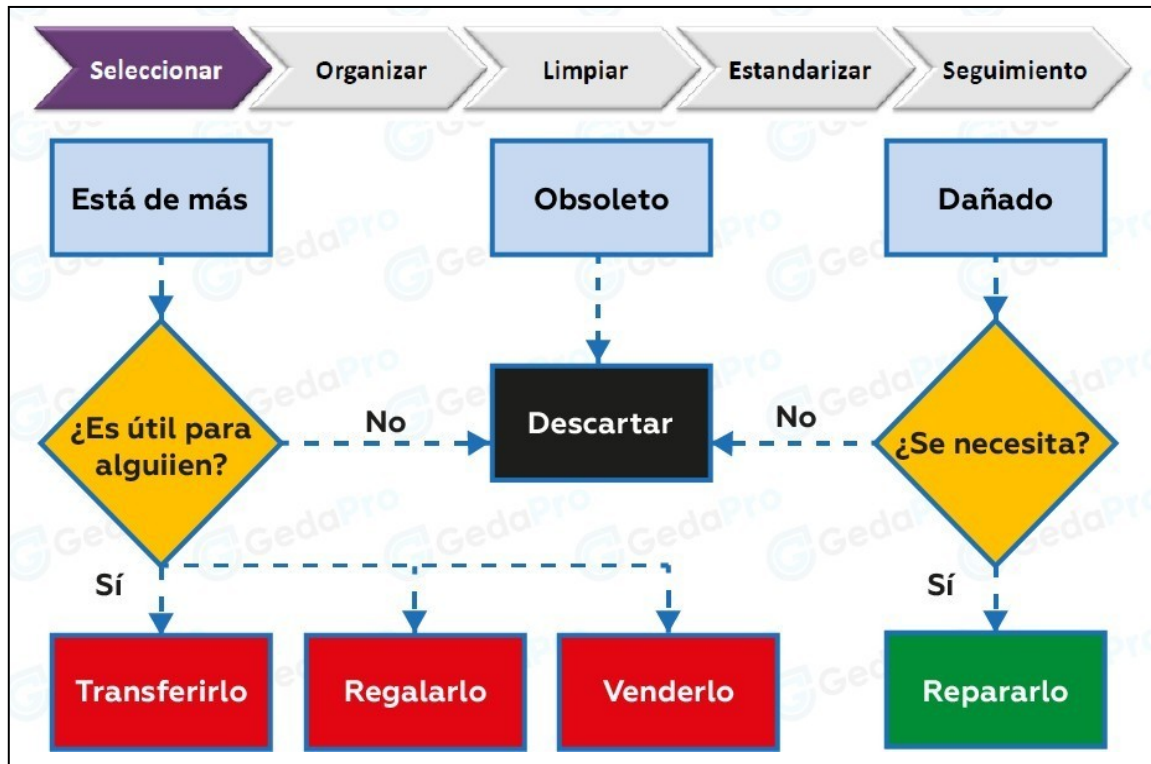 Seleccionar
Organizar
Limpiar
Estandarizar
Seguimiento
Está de más
Obsoleto
Dañado
¿Es útil para
alguiien?
No
Descartar
No
¿Se necesita?
Sí
Sí
Transferirlo
Regalarlo
Venderlo
Repararlo
GedaPro